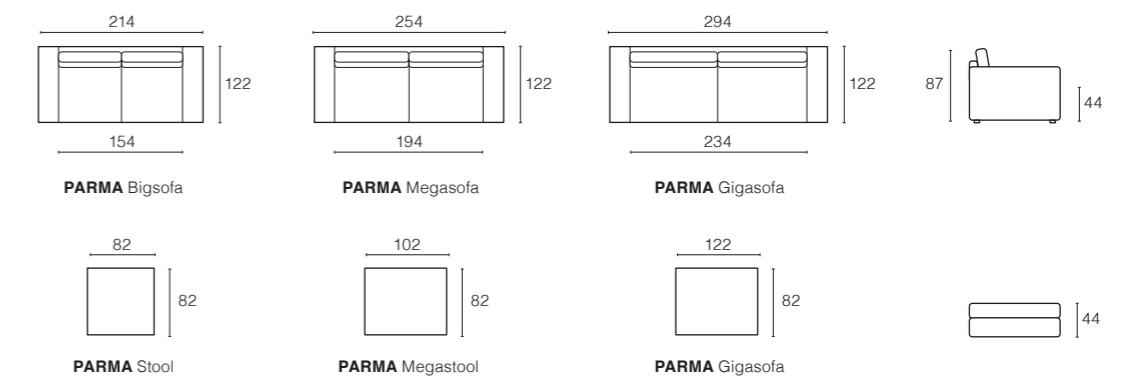 214 254 294
122 122 122 87 44
154 194 234
PARMA Bigsofa PARMA Megasofa PARMA Gigasofa
82 102 122
82 82 82 44
PARMA Stool PARMA Megastool PARMA Gigasofa